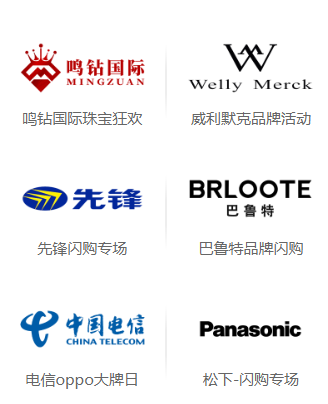 鸣钻国际
MINGZUAN
鸣钻国际珠宝狂欢
Welly Merck
威利默克品牌活动
先锋
先锋闪购专场
BRLOOTE
巴鲁特
巴鲁特品牌闪购
中国电信
CHINA TELECOM
电信oppo大牌日
Panasonic
松下-闪购专场